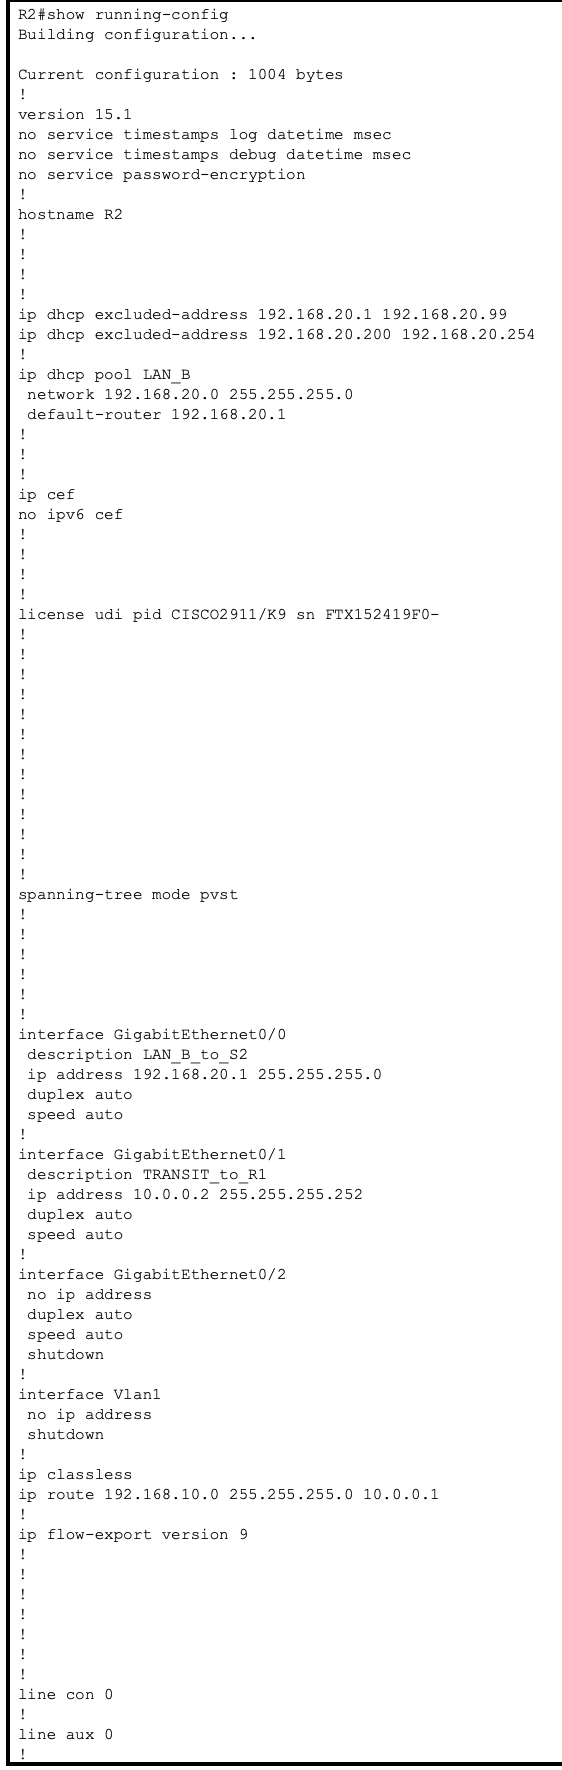 R2#show running-config
Building configuration...

Current configuration : 1004 bytes
!
version 15.1
no service timestamps log datetime msec
no service timestamps debug datetime msec
no service password-encryption
!
hostname R2
!
!
!
!
ip dhcp excluded-address 192.168.20.1 192.168.20.99
ip dhcp excluded-address 192.168.20.200 192.168.20.254
!
ip dhcp pool LAN_B
 network 192.168.20.0 255.255.255.0
 default-router 192.168.20.1
!
!
!
ip cef
no ipv6 cef
!
!
!
!
license udi pid CISCO2911/K9 sn FTX152419F0-
!
!
!
!
!
!
!
!
!
!
!
!
!
spanning-tree mode pvst
!
!
!
!
!
!
interface GigabitEthernet0/0
 description LAN_B_to_S2
 ip address 192.168.20.1 255.255.255.0
 duplex auto
 speed auto
!
interface GigabitEthernet0/1
 description TRANSIT_to_R1
 ip address 10.0.0.2 255.255.255.252
 duplex auto
 speed auto
!
interface GigabitEthernet0/2
 no ip address
 duplex auto
 speed auto
 shutdown
!
interface Vlan1
 no ip address
 shutdown
!
ip classless
ip route 192.168.10.0 255.255.255.0 10.0.0.1
!
ip flow-export version 9
!
!
!
!
!
!
!
line con 0
!
line aux 0
!